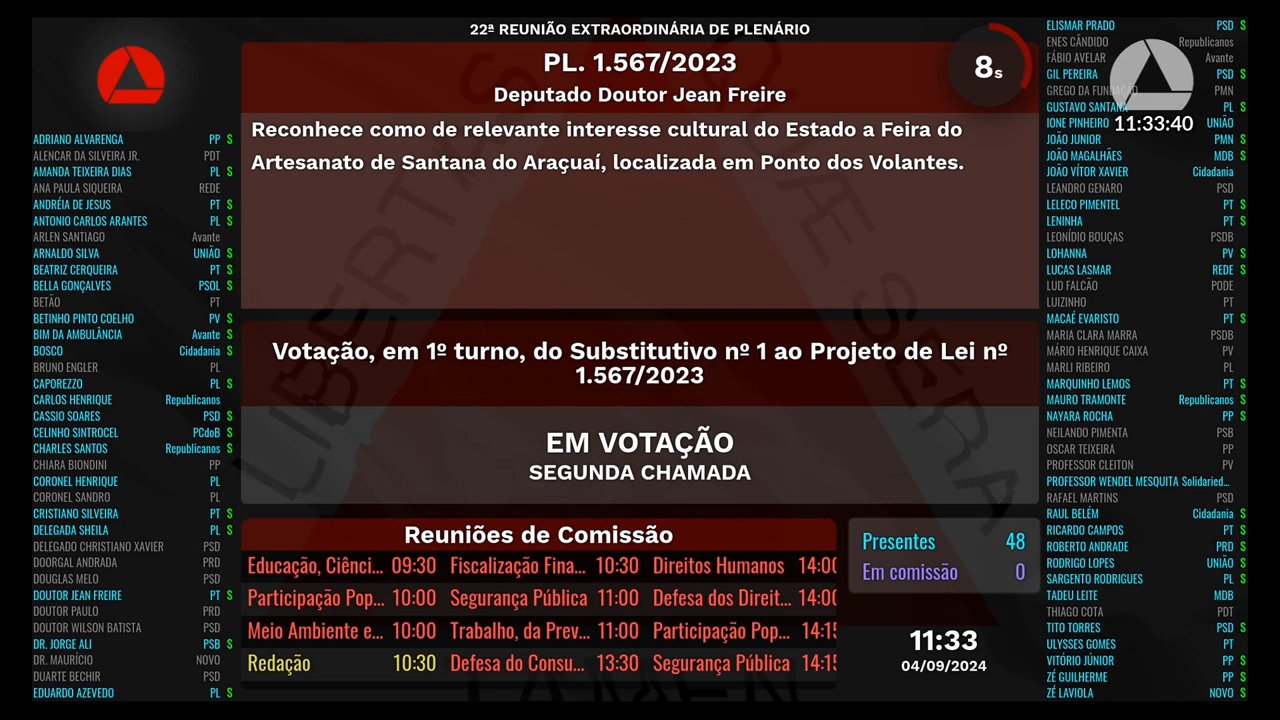 22ª REUNIÃO EXTRAORDINÁRIA DE PLENÁRIO
PL. 1.567/2023
Deputado Doutor Jean Freire
8s
Reconhece como de relevante interesse cultural do Estado a Feira do
Artesanato de Santana do Araçuaí, localizada em Ponto dos Volantes.
Votação, em 1º turno, do Substitutivo nº 1 ao Projeto de Lei nº
1.567/2023
EM VOTAÇÃO
SEGUNDA CHAMADA
Reuniões de Comissão
Educação, Ciênci... 09:30 Fiscalização Fina... 10:30 Direitos Humanos 14:00
Participação Pop... 10:00 Segurança Pública 11:00 Defesa dos Direit... 14:00
Meio Ambiente e... 10:00 Trabalho, da Prev... 11:00 Participação Pop... 14:15
Redação 10:30 Defesa do Consu... 13:30 Segurança Pública 14:15
Presentes 48
Em comissão 0
11:33
04/09/2024
ADRIANO ALVARENGA PP S
ALENCAR DA SILVEIRA JR. PDT
AMANDA TEIXEIRA DIAS PL S
ANA PAULA SIQUEIRA REDE
ANDRÉIA DE JESUS PT S
ANTONIO CARLOS ARANTES PL S
ARLEN SANTIAGO Avante
ARNALDO SILVA UNIÃO S
BEATRIZ CERQUEIRA PT S
BELLA GONÇALVES PSOL S
BETÃO PT
BETINHO PINTO COELHO PV S
BIM DA AMBULÂNCIA Avante S
BOSCO Cidadania S
BRUNO ENGLER PL
CAPOREZZO PL S
CARLOS HENRIQUE Republicanos
CASSIO SOARES PSD S
CELINHO SINTROCEL PCdoB S
CHARLES SANTOS Republicanos S
CHIARA BIONDINI PP
CORONEL HENRIQUE PL
CORONEL SANDRO PL
CRISTIANO SILVEIRA PT S
DELEGADA SHEILA PL S
DELEGADO CHRISTIANO XAVIER PSD
DOORGAL ANDRADA PRD
DOUGLAS MELO PSD
DOUTOR JEAN FREIRE PT S
DOUTOR PAULO PRD
DOUTOR WILSON BATISTA PSD
DR. JORGE ALI PSB S
DR. MAURÍCIO NOVO
DUARTE BECHIR PSD
EDUARDO AZEVEDO PL S
ELISMAR PRADO PSD S
ENES CÂNDIDO Republicanos
FÁBIO AVELAR Avante
GIL PEREIRA PSD S
GREGO DA FUNDAÇÃO PMN
GUSTAVO SANTANA PL S
IONE PINHEIRO 11:33:40 UNIÃO
JOÃO JUNIOR PMN S
JOÃO MAGALHÃES MDB S
JOÃO VÍTOR XAVIER Cidadania
LEANDRO GENARO PSD
LELECO PIMENTEL PT S
LENINHA PT S
LEONÍDIO BOUÇAS PSDB
LOHANNA PV S
LUCAS LASMAR REDE S
LUD FALCÃO PODE
LUIZINHO PT
MACAÉ EVARISTO PT S
MARIA CLARA MARRA PSDB
MÁRIO HENRIQUE CAIXA PV
MARLI RIBEIRO PL
MARQUINHO LEMOS PT S
MAURO TRAMONTE Republicanos S
NAYARA ROCHA PP S
NEILANDO PIMENTA PSB
OSCAR TEIXEIRA PP
PROFESSOR CLEITON PV
PROFESSOR WENDEL MESQUITA Solidaried...
RAFAEL MARTINS PSD
RAUL BELÉM Cidadania S
RICARDO CAMPOS PT S
ROBERTO ANDRADE PRD S
RODRIGO LOPES UNIÃO S
SARGENTO RODRIGUES PL S
TADEU LEITE MDB
THIAGO COTA PDT
TITO TORRES PSD S
ULYSSES GOMES PT
VITÓRIO JÚNIOR PP S
ZÉ GUILHERME PP S
ZÉ LAVIOLA NOVO S